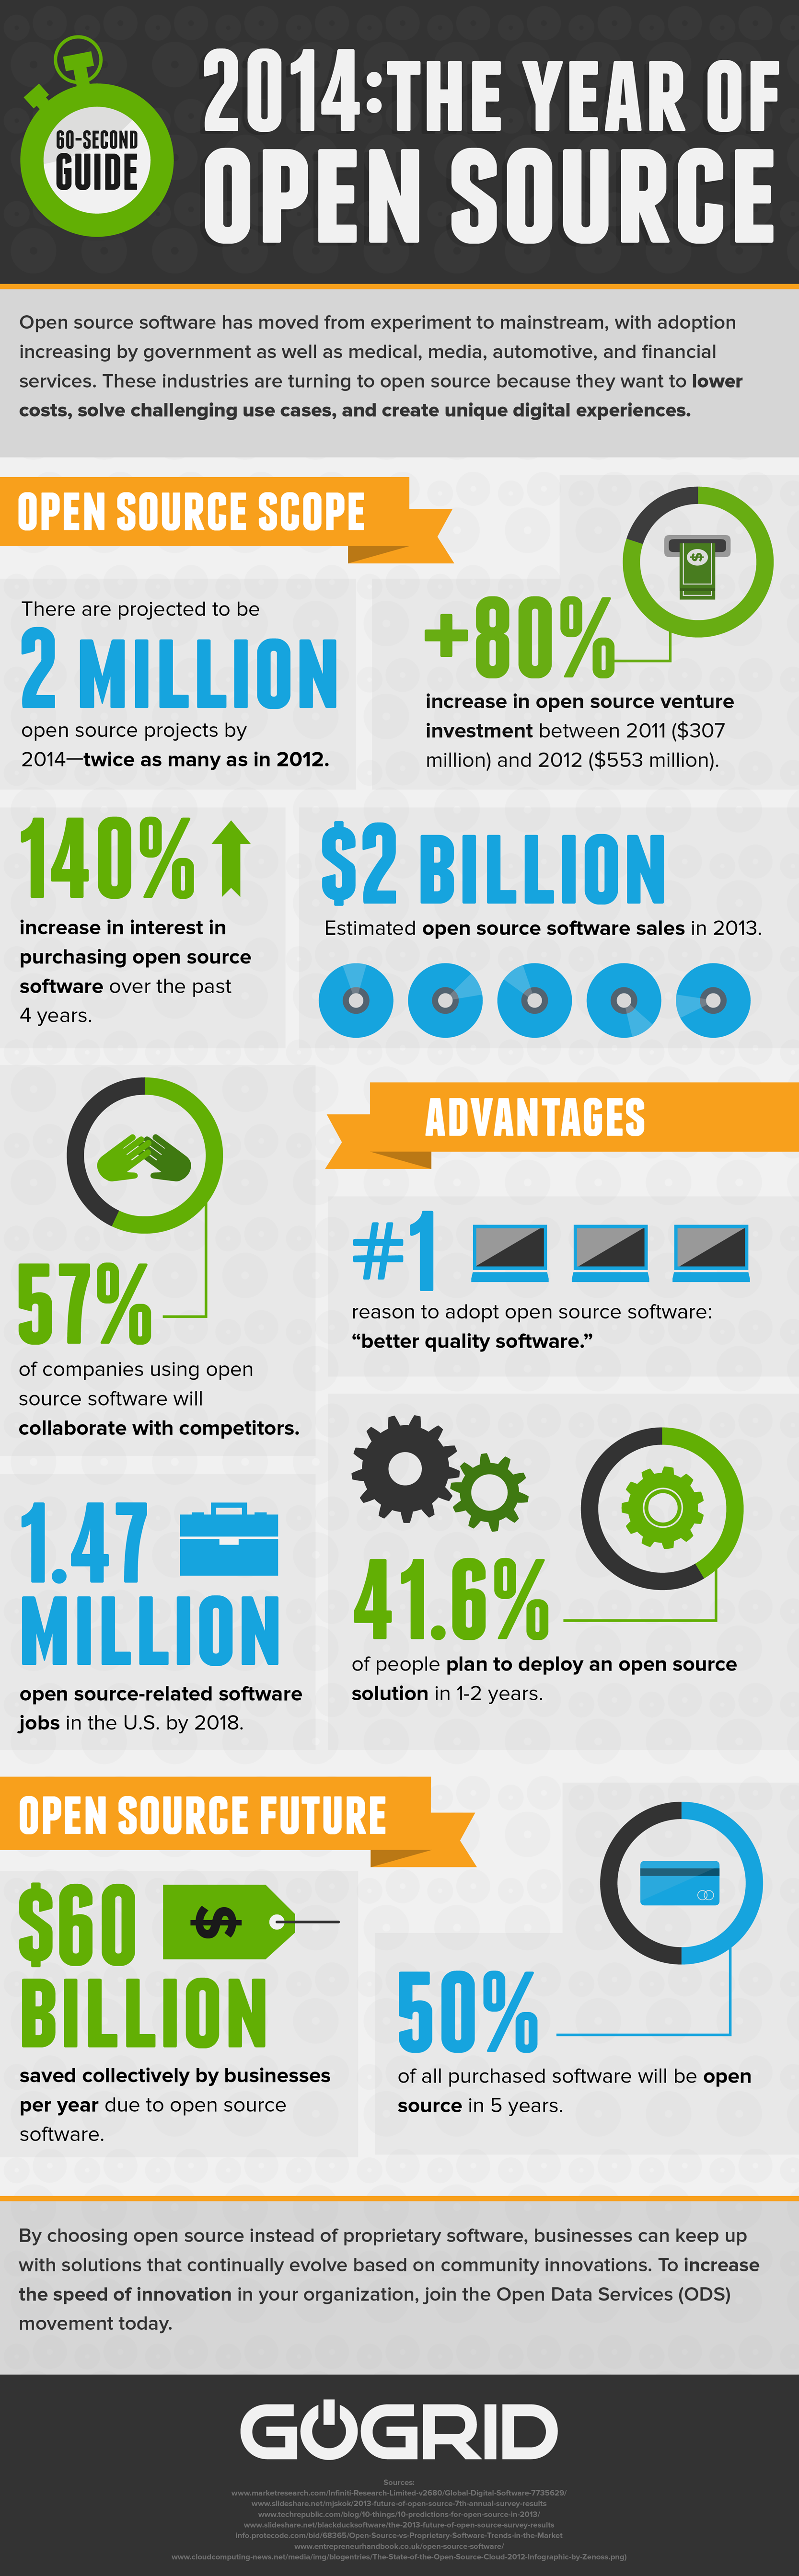 60-SECOND
GUIDE
2014:THE YEAR OF
OPEN SOURCE
Open source software has moved from experiment to mainstream, with adoption
increasing by government as well as medical, media, automotive, and financial
services. These industries are turning to open source because they want to lower
costs, solve challenging use cases, and create unique digital experiences.
OPEN SOURCE SCOPE
There are projected to be
2 MILLION
open source projects by
2014—twice as many as in 2012.
$
+80%
increase in open source venture
investment between 2011 ($307
million) and 2012 ($553 million).
140%
increase in interest in
purchasing open source
software over the past
4 years.
$2 BILLION
Estimated open source software sales in 2013.
57%
of companies using open
source software will
collaborate with competitors.
ADVANTAGES
#1
reason to adopt open source software:
“better quality software.”
1.47
MILLION
open source-related software
jobs in the U.S. by 2018.
41.6%
of people plan to deploy an open source
solution in 1-2 years.
OPEN SOURCE FUTURE
$60
BILLION
$
saved collectively by businesses
per year due to open source
software.
50%
of all purchased software will be open
source in 5 years.
By choosing open source instead of proprietary software, businesses can keep up
with solutions that continually evolve based on community innovations. To increase
the speed of innovation in your organization, join the Open Data Services (ODS)
movement today.
GOGRID
Sources:
www.marketresearch.com/Infiniti-Research-Limited-v2680/Global-Digital-Software-7735629/
www.slideshare.net/mjskok/2013-future-of-open-source-7th-annual-survey-results
www.techrepublic.com/blog/10-things/10-predictions-for-open-source-in-2013/
www.slideshare.net/blackducksoftware/the-2013-future-of-open-source-survey-results
info.protecode.com/bid/68365/Open-Source-vs-Proprietary-Software-Trends-in-the-Market
www.entrepreneurhandbook.co.uk/open-source-software/
www.cloudcomputing-news.net/media/img/blogentries/The-State-of-the-Open-Source-Cloud-2012-Infographic-by-Zenoss.png)